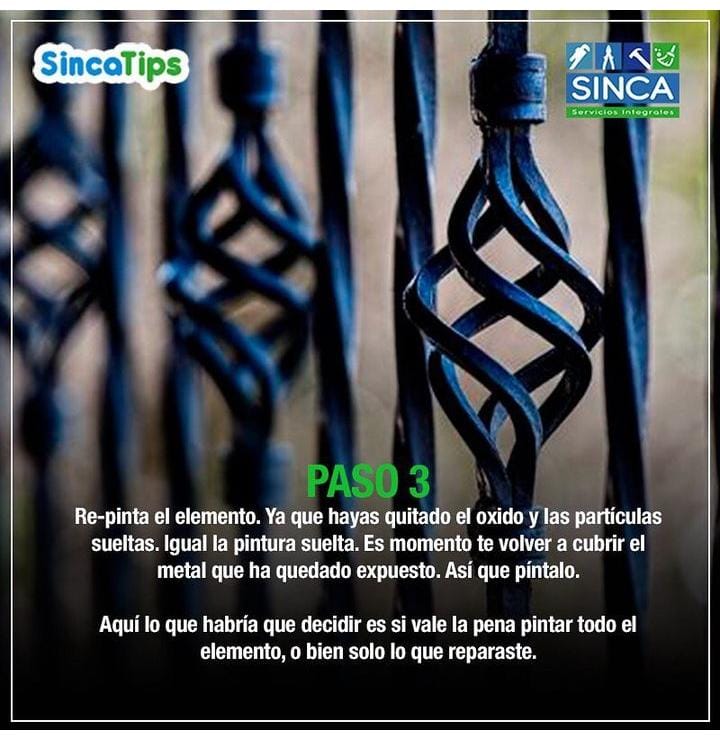 SincaTips
SINCA
Servicios Integrales
PASO 3
Re-pinta el elemento. Ya que hayas quitado el oxido y las partículas
sueltas. Igual la pintura suelta. Es momento te volver a cubrir el
metal que ha quedado expuesto. Así que píntalo.
Aquí lo que habría que decidir es si vale la pena pintar todo el
elemento, o bien solo lo que reparaste.